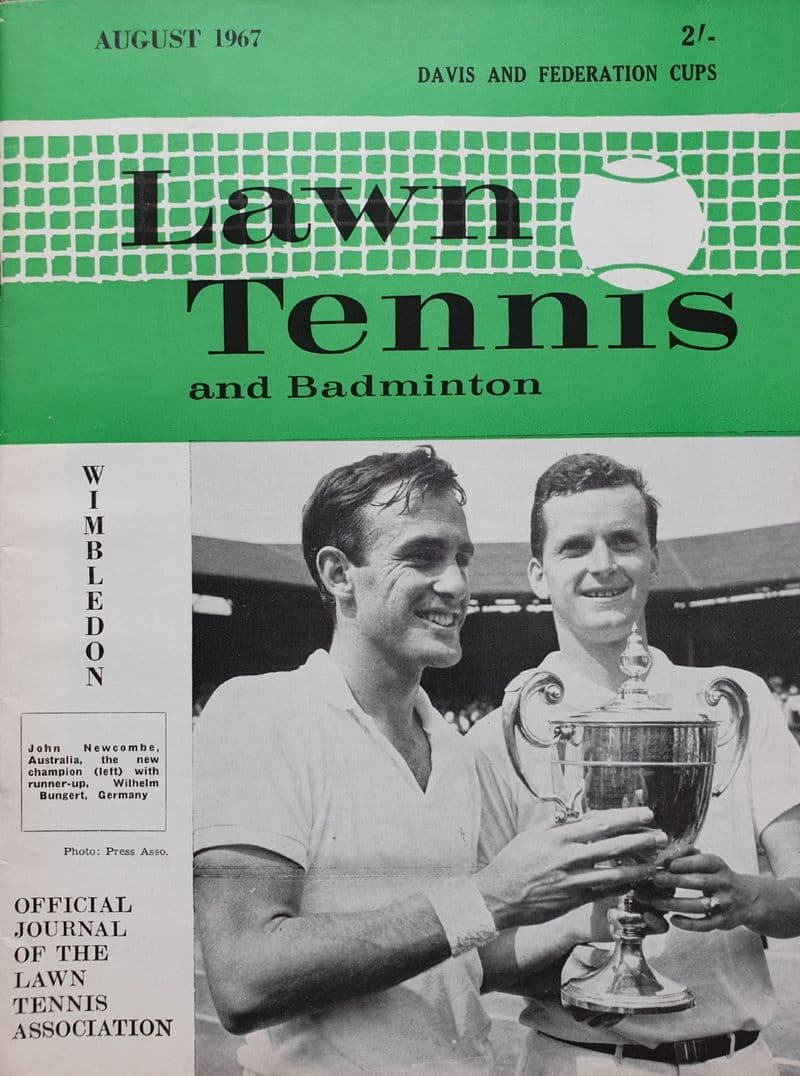 AUGUST 1967
2/-
DAVIS AND FEDERATION CUPS
Lawn
Tennis
and Badminton
WIMBLEDON
John Newcombe,
Australia, the new
champion (left) with
runner-up, Wilhelm
Bungert, Germany
Photo: Press Asso.
OFFICIAL
JOURNAL
OF THE
LAWN
TENNIS
ASSOCIATION